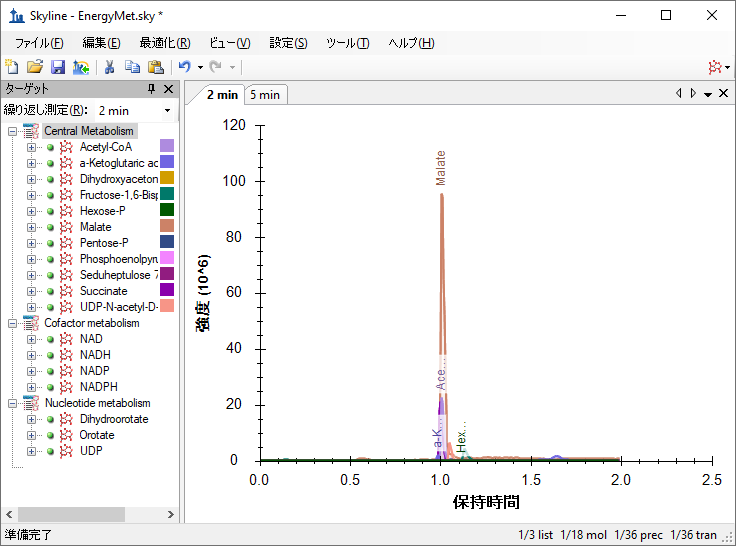 Skyline - EnergyMet.sky *
ファイル(F) 編集(E) 最適化(R) ビュー(V) 設定(S) ツール(T) ヘルプ(H)
ターゲット
繰り返し測定(R): 2 min
Central Metabolism
Acetyl-CoA
a-Ketoglutaric ac
Dihydroxyaceton
Fructose-1,6-Bisp
Hexose-P
Malate
Pentose-P
Phosphoenolpyru
Seduheptulose 7
Succinate
UDP-N-acetyl-D-
Cofactor metabolism
NAD
NADH
NADP
NADPH
Nucleotide metabolism
Dihydroorotate
Orotate
UDP
2 min 5 min
強度 (10^6)
120
100
80
60
40
20
0
Malate
Ace...
a-K...
Hex...
0.0 0.5 1.0 1.5 2.0 2.5
保持時間
準備完了
1/3 list 1/18 mol 1/36 prec 1/36 tran